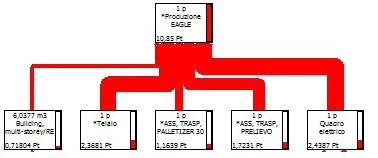 1 p
*Produzione
EAGLE
10,85 Pt
6,0377 m3
Building,
multi-storey/RE
0,71804 Pt
1 p
*Telaio
2,3681 Pt
1 p
*ASS, TRASP,
PALLETIZER 30
1,1639 Pt
1 p
*ASS, TRASP,
PRELIEVO
1,7231 Pt
1 p
Quadro
elettrico
2,4387 Pt